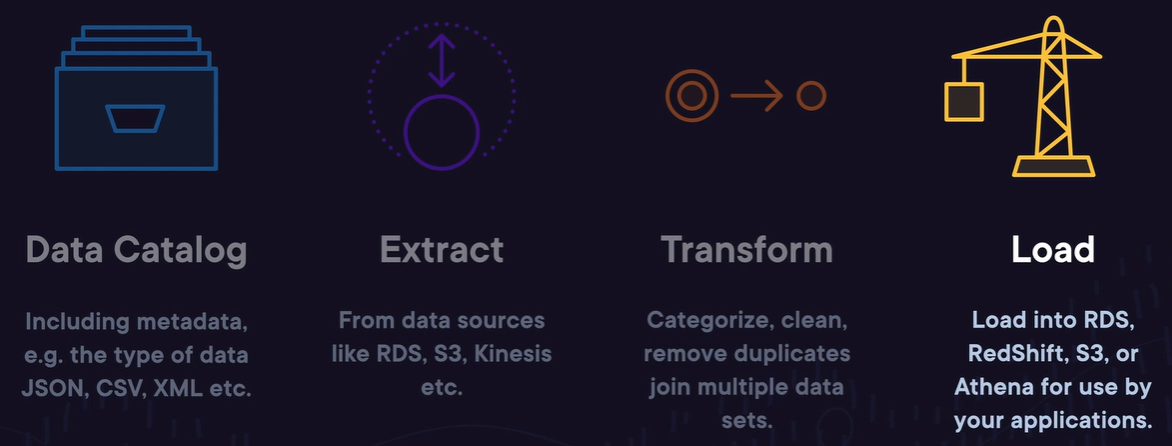 Data Catalog
Including metadata,
e.g. the type of data
JSON, CSV, XML etc.
Extract
From data sources
like RDS, S3, Kinesis
etc.
Transform
Categorize, clean,
remove duplicates
join multiple data
sets.
Load
Load into RDS,
RedShift, S3, or
Athena for use by
your applications.